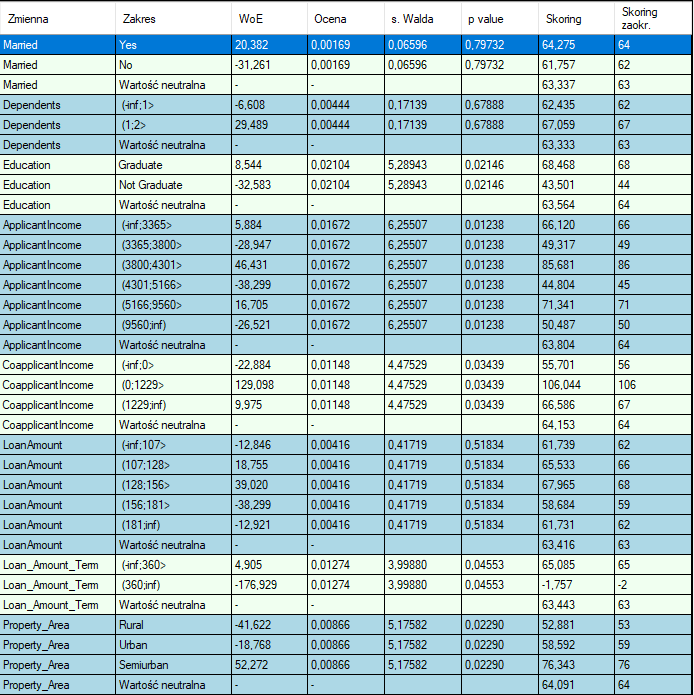 Zmienna Zakres WoE Ocena s. Walda p value Skoring Skoring zaokr.
Married Yes 20,382 0,00169 0,06596 0,79732 64,275 64
Married No -31,261 0,00169 0,06596 0,79732 61,757 62
Married Wartość neutralna - - 63,337 63
Dependents (-inf;1> -6,608 0,00444 0,17139 0,67888 62,435 62
Dependents (1;2> 29,489 0,00444 0,17139 0,67888 67,059 67
Dependents Wartość neutralna - - 63,333 63
Education Graduate 8,544 0,02104 5,28943 0,02146 68,468 68
Education Not Graduate -32,583 0,02104 5,28943 0,02146 43,501 44
Education Wartość neutralna - - 63,564 64
ApplicantIncome (-inf;3365> 5,884 0,01672 6,25507 0,01238 66,120 66
ApplicantIncome (3365;3800> -28,947 0,01672 6,25507 0,01238 49,317 49
ApplicantIncome (3800;4301> 46,431 0,01672 6,25507 0,01238 85,681 86
ApplicantIncome (4301;5166> -38,299 0,01672 6,25507 0,01238 44,804 45
ApplicantIncome (5166;9560> 16,705 0,01672 6,25507 0,01238 71,341 71
ApplicantIncome (9560;inf) -26,521 0,01672 6,25507 0,01238 50,487 50
ApplicantIncome Wartość neutralna - - 63,804 64
CoapplicantIncome (-inf;0> -22,884 0,01148 4,47529 0,03439 55,701 56
CoapplicantIncome (0;1229> 129,098 0,01148 4,47529 0,03439 106,044 106
CoapplicantIncome (1229;inf) 9,975 0,01148 4,47529 0,03439 66,586 67
CoapplicantIncome Wartość neutralna - - 64,153 64
LoanAmount (-inf;107> -12,846 0,00416 0,41719 0,51834 61,739 62
LoanAmount (107;128> 18,755 0,00416 0,41719 0,51834 65,533 66
LoanAmount (128;156> 39,020 0,00416 0,41719 0,51834 67,965 68
LoanAmount (156;181> -38,299 0,00416 0,41719 0,51834 58,684 59
LoanAmount (181;inf) -12,921 0,00416 0,41719 0,51834 61,731 62
LoanAmount Wartość neutralna - - 63,416 63
Loan_Amount_Term (-inf;360> 4,905 0,01274 3,99880 0,04553 65,085 65
Loan_Amount_Term (360;inf) -176,929 0,01274 3,99880 0,04553 -1,757 -2
Loan_Amount_Term Wartość neutralna - - 63,443 63
Property_Area Rural -41,622 0,00866 5,17582 0,02290 52,881 53
Property_Area Urban -18,768 0,00866 5,17582 0,02290 58,592 59
Property_Area Semiurban 52,272 0,00866 5,17582 0,02290 76,343 76
Property_Area Wartość neutralna - - 64,091 64